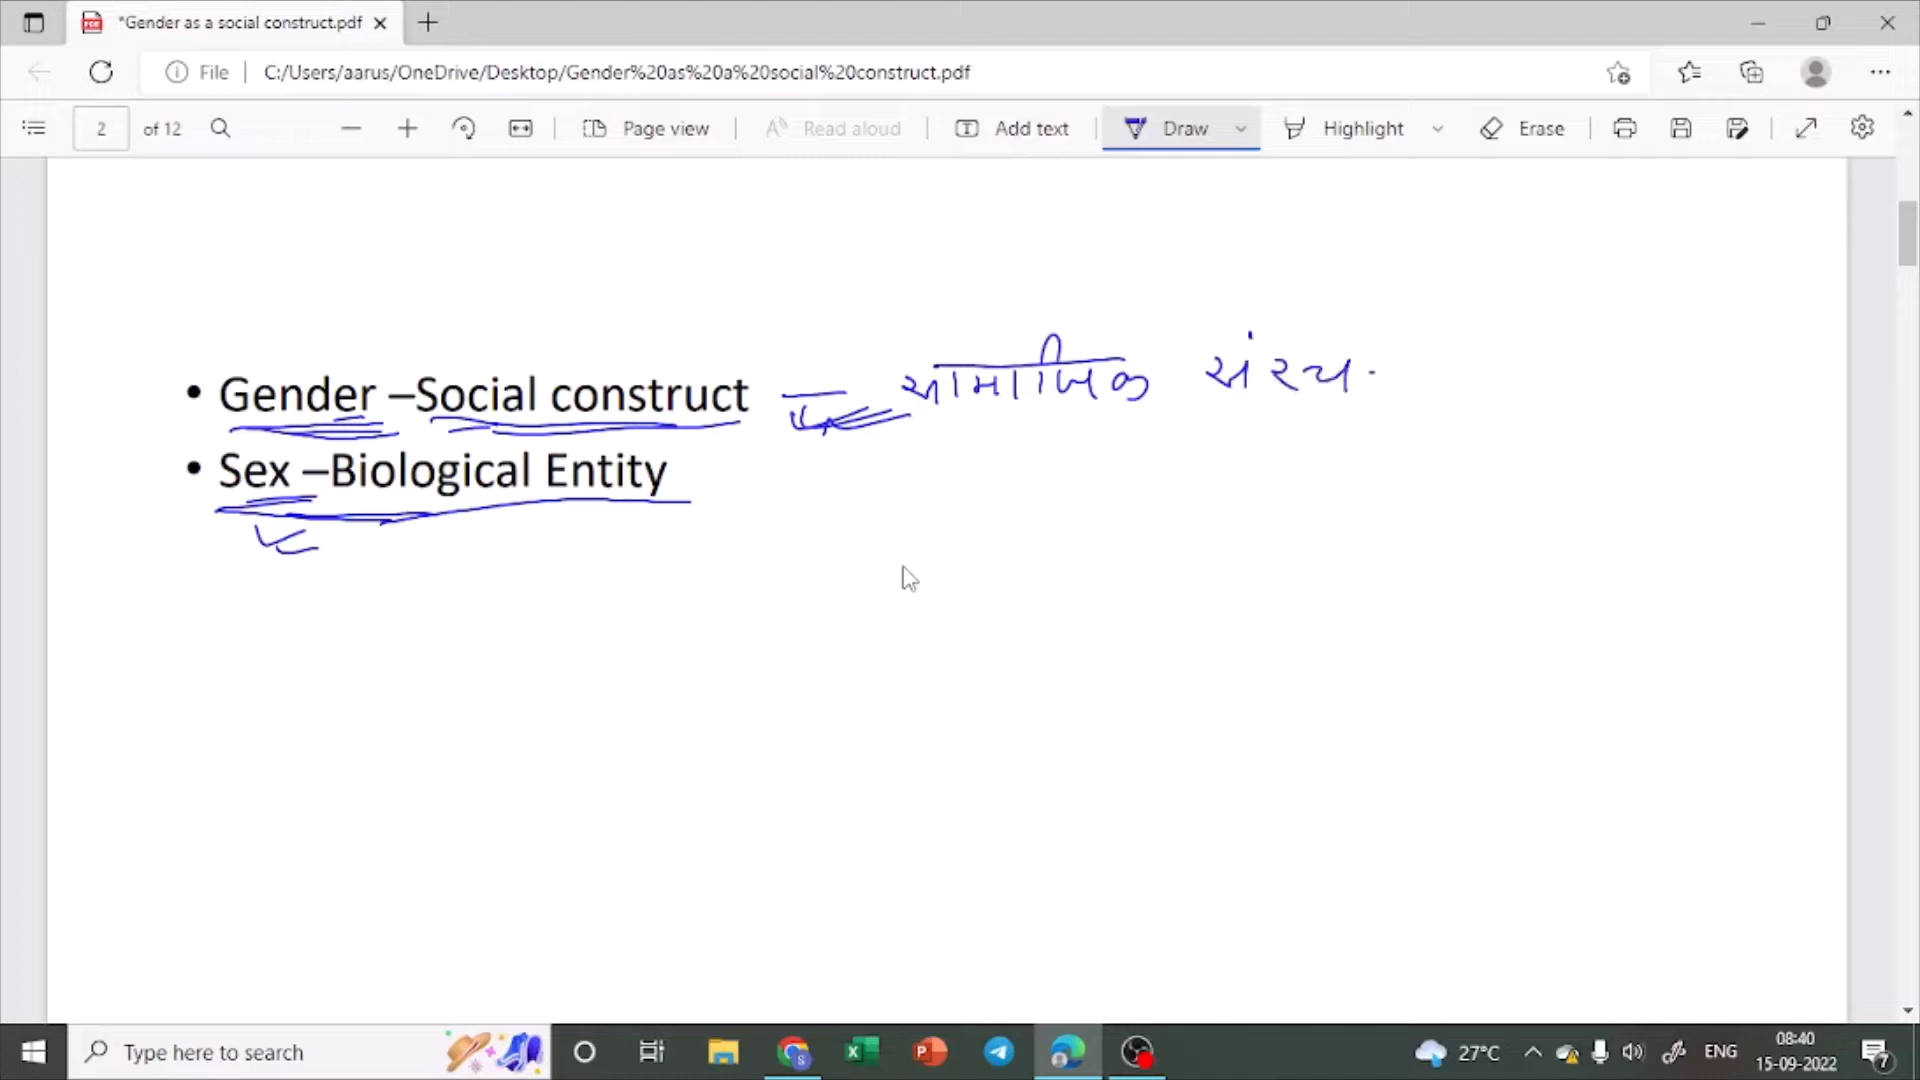 *Gender as a social construct.pdf
File C:/Users/aarus/OneDrive/Desktop/Gender%20as%20a%20social%20construct.pdf
2 of 12 Page view Read aloud Add text Draw Highlight Erase
• Gender –Social construct – सामाजिक
• Sex –Biological Entity
Type here to search 27°C ENG 08:40
15-09-2022 7